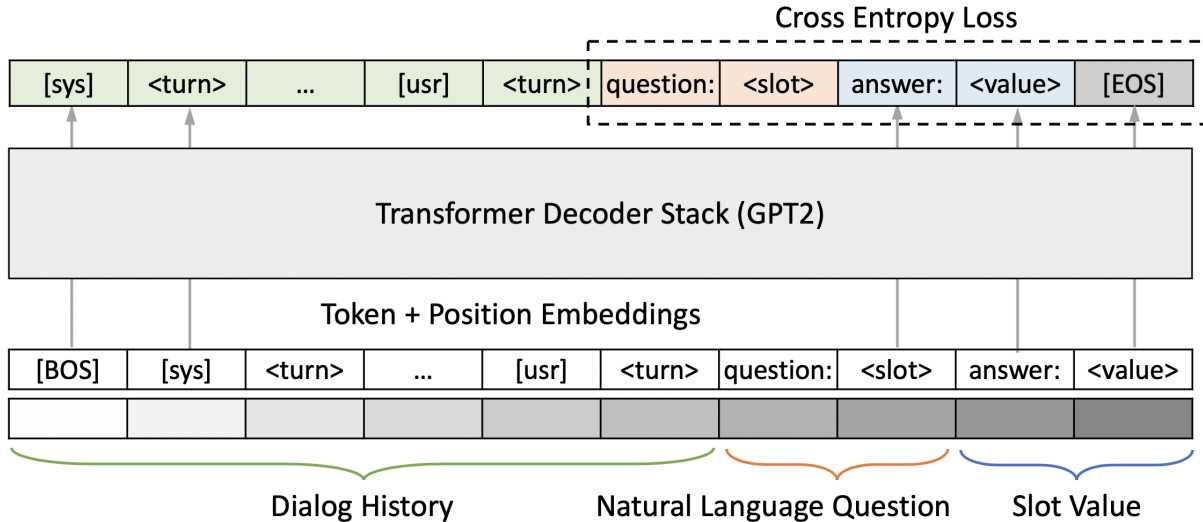 Cross Entropy Loss
[sys] <turn> ... [usr] <turn> question: <slot> answer: <value> [EOS]
Transformer Decoder Stack (GPT2)
Token + Position Embeddings
[BOS] [sys] <turn> ... [usr] <turn> question: <slot> answer: <value>
Dialog History Natural Language Question Slot Value